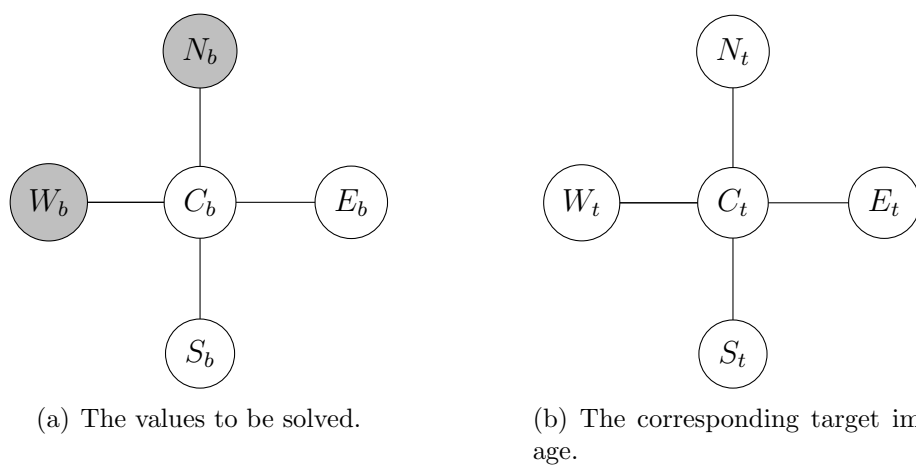 N_b
W_b C_b E_b
S_b
(a) The values to be solved.
N_t
W_t C_t E_t
S_t
(b) The corresponding target im
age.